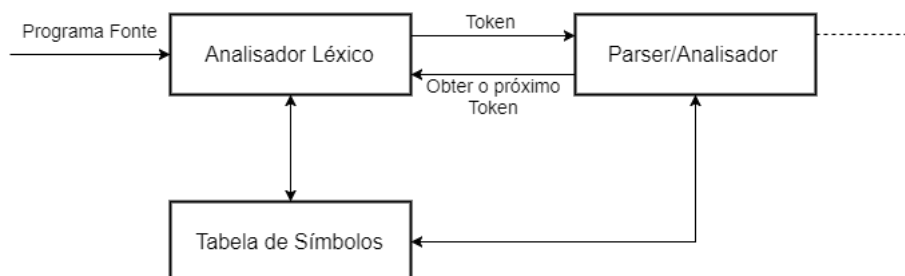 Programa Fonte
Analisador Léxico
Token
Parser/Analisador
Obter o próximo
Token
Tabela de Símbolos